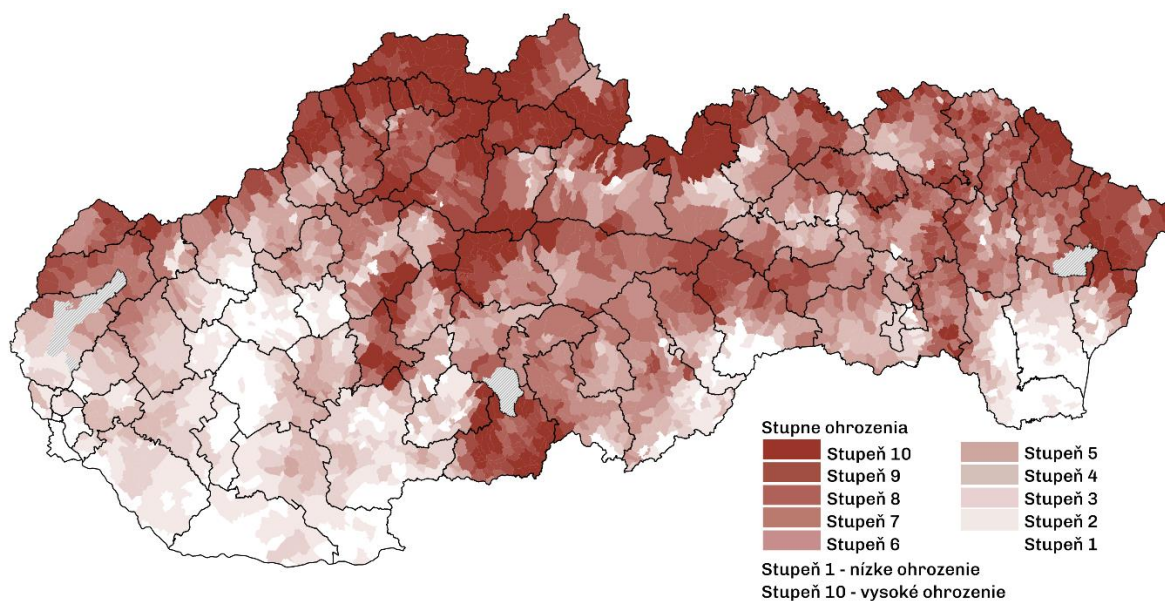 Stupne ohrozenia
Stupeň 10
Stupeň 9
Stupeň 8
Stupeň 7
Stupeň 6
Stupeň 5
Stupeň 4
Stupeň 3
Stupeň 2
Stupeň 1
Stupeň 1 - nízke ohrozenie
Stupeň 10 - vysoké ohrozenie